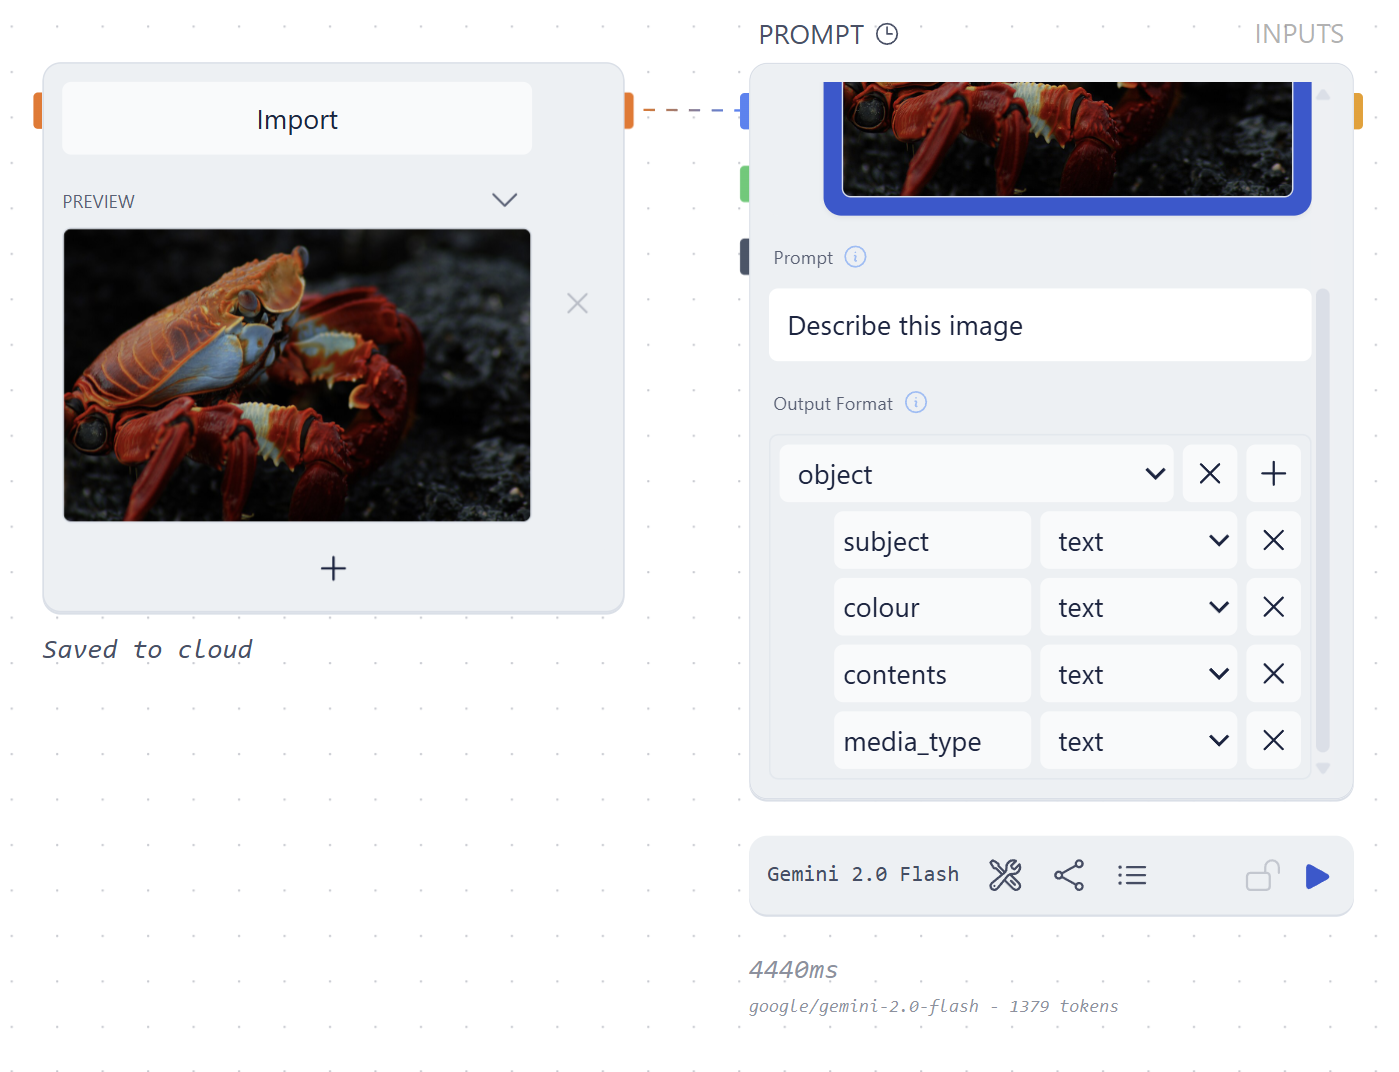 PROMPT
INPUTS
Import
PREVIEW
Saved to cloud
Prompt
Describe this image
Output Format
object
subject text
colour text
contents text
media_type text
Gemini 2.0 Flash
4440ms
google/gemini-2.0-flash - 1379 tokens